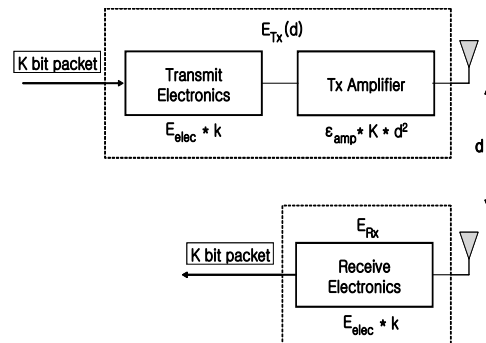 E_Tx(d)
K bit packet
Transmit
Electronics
Tx Amplifier
E_elec * k
ε_amp* K * d²
d
E_Rx
K bit packet
Receive
Electronics
E_elec * k